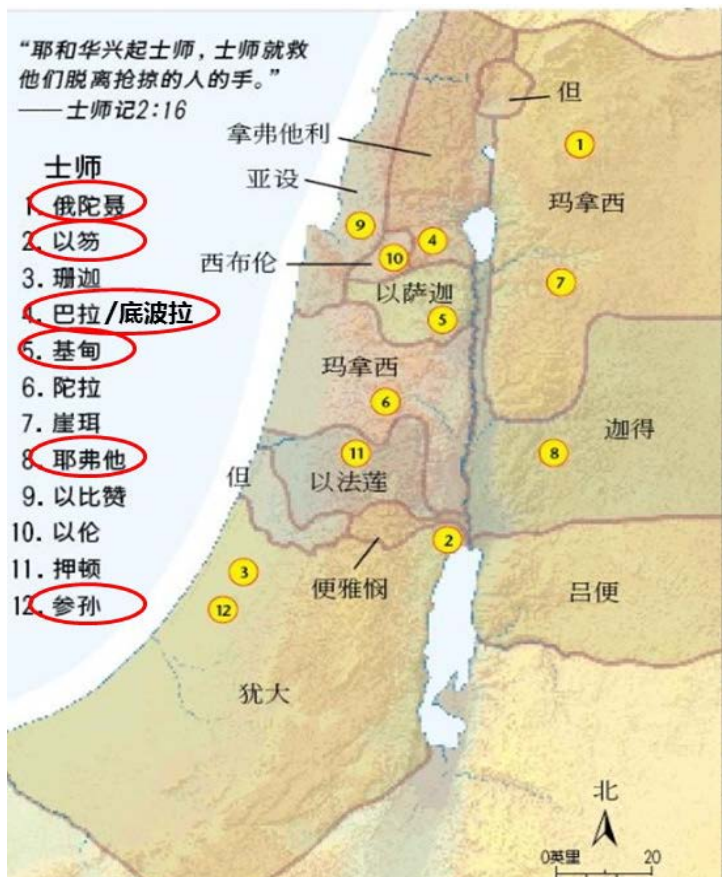 “耶和华兴起士师，士师就救
他们脱离抢掠的人的手。”
——士师记2:16
士师
1. 俄陀聂
2. 以笏
3. 珊迦
4. 巴拉/底波拉
5. 基甸
6. 陀拉
7. 崖珥
8. 耶弗他
9. 以比赞
10. 以伦
11. 押顿
12. 参孙
但
拿弗他利
1
亚设
玛拿西
9
4
西布伦
10
7
以萨迦
5
玛拿西
6
迦得
11
8
但
以法莲
2
3
便雅悯
吕便
12
犹大
北
0英里
20